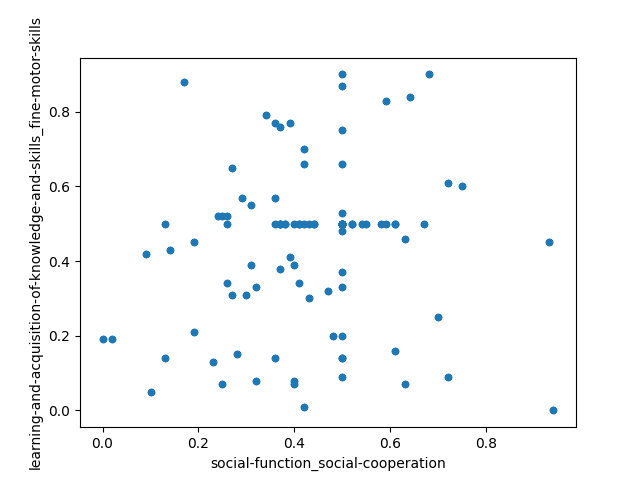 learning-and-acquisition-of-knowledge-and-skills_fine-motor-skills
0.8
0.6
0.4
0.2
0.0
0.0 0.2 0.4 0.6 0.8
social-function_social-cooperation